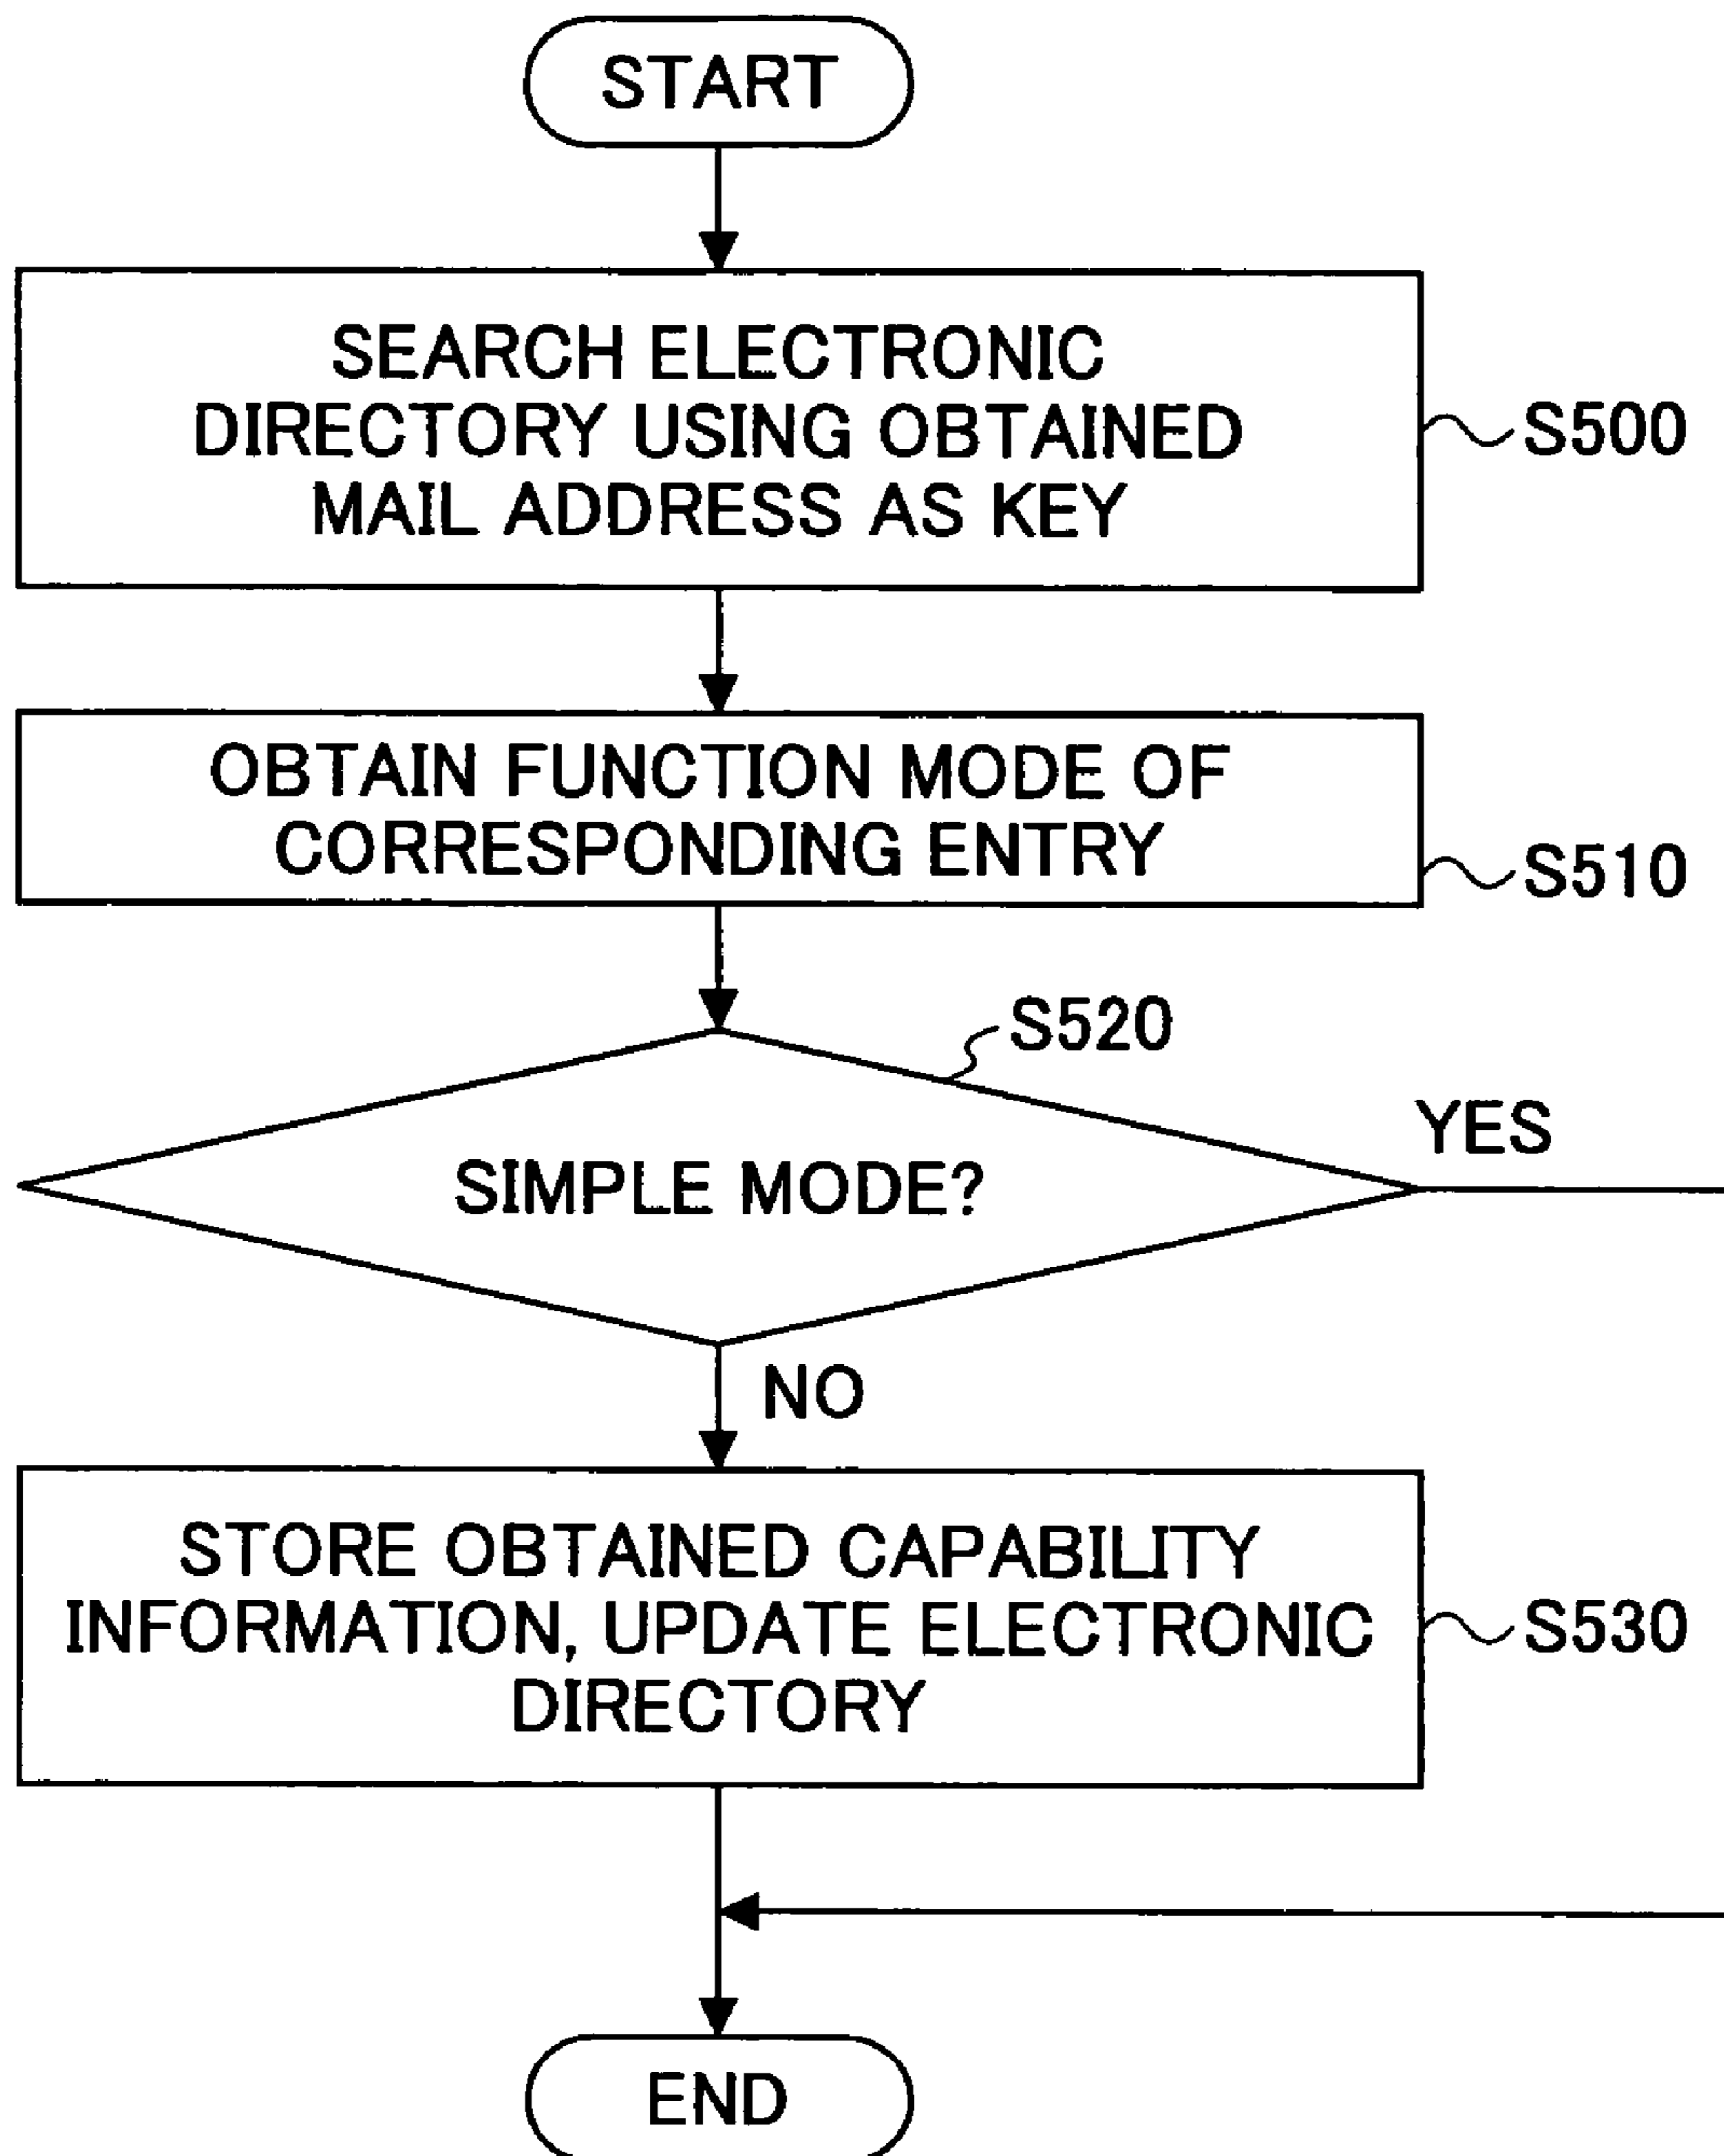 START
SEARCH ELECTRONIC
DIRECTORY USING OBTAINED
MAIL ADDRESS AS KEY
S500
OBTAIN FUNCTION MODE OF
CORRESPONDING ENTRY
S510
S520
SIMPLE MODE?
YES
NO
STORE OBTAINED CAPABILITY
INFORMATION, UPDATE ELECTRONIC
DIRECTORY
S530
END